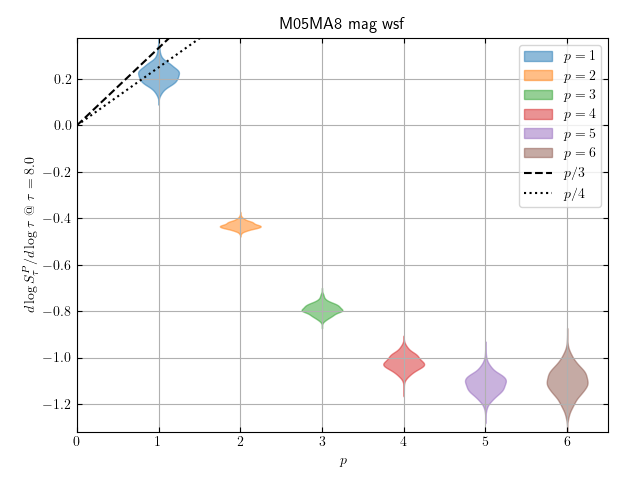 M05MA8 mag wsf
d log S_τ^P / d log τ @ τ = 8.0
0.2
0.0
−0.2
−0.4
−0.6
−0.8
−1.0
−1.2
0 1 2 3 4 5 6
p
p = 1
p = 2
p = 3
p = 4
p = 5
p = 6
p/3
p/4